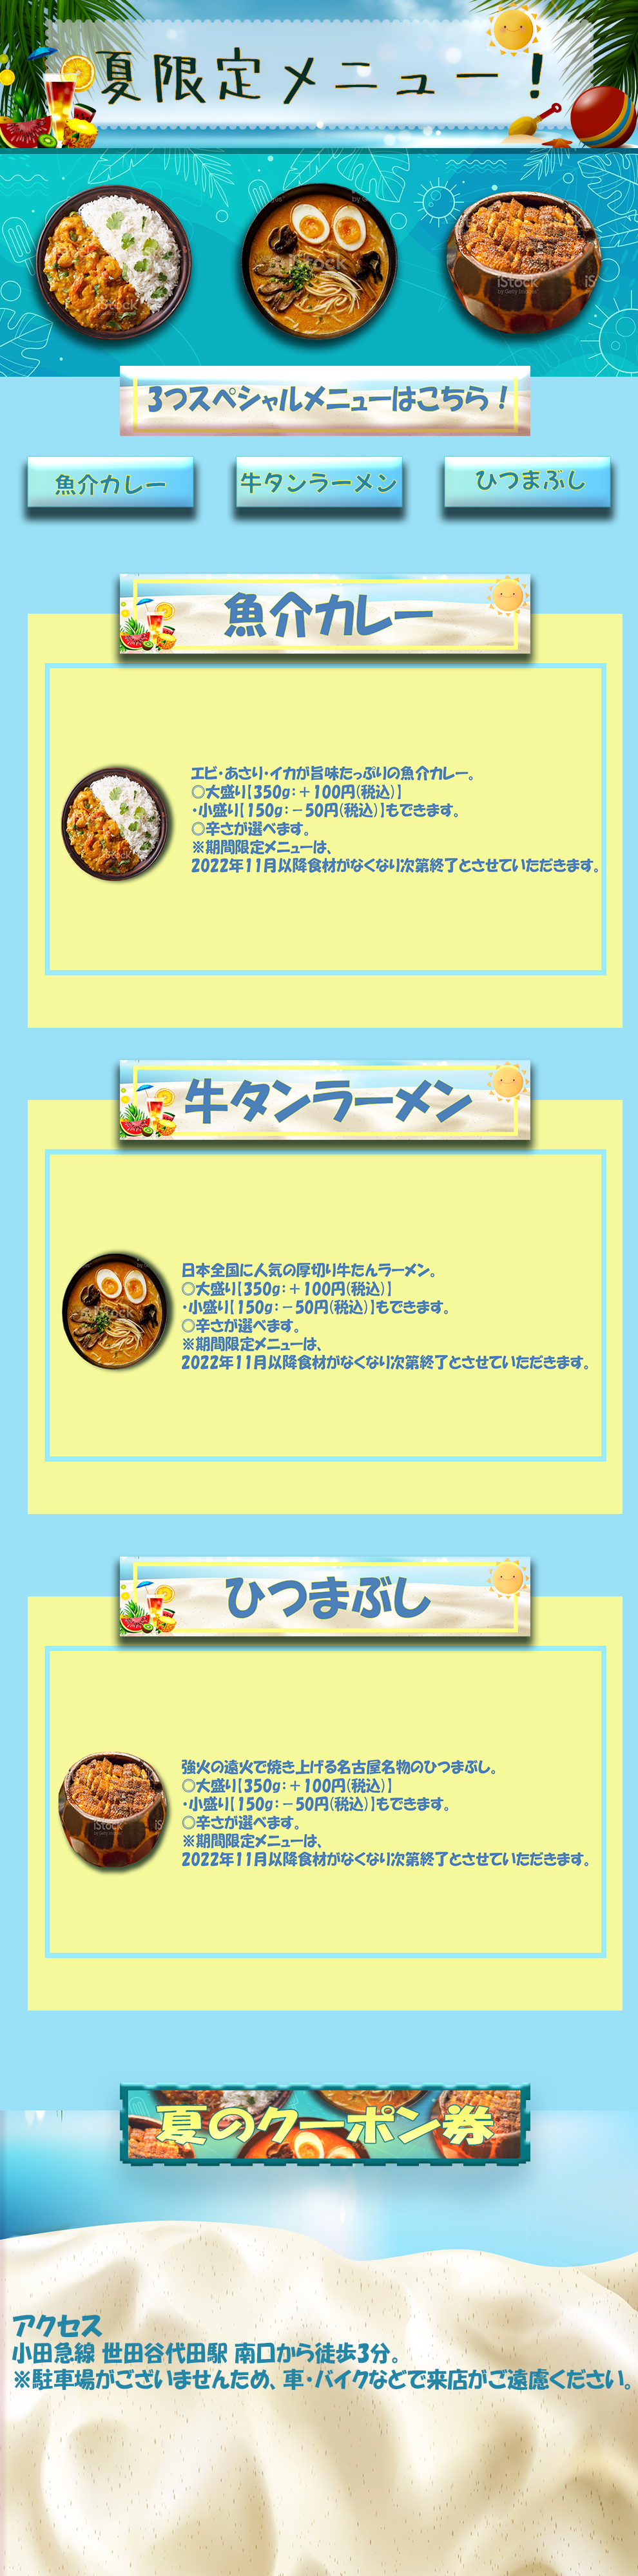 夏限定メニュー!
iStock
by Getty Images
3つスペシャルメニューはこちら!
魚介カレー
牛タンラーメン
ひつまぶし
魚介カレー
エビ・あさり・イカが旨味たっぷりの魚介カレー。
○大盛り【350g:+100円(税込)】
・小盛り【150g:-50円(税込)】もできます。
○辛さが選べます。
※期間限定メニューは、
2022年11月以降食材がなくなり次第終了とさせていただきます。
牛タンラーメン
日本全国に人気の厚切り牛たんラーメン。
○大盛り【350g:+100円(税込)】
・小盛り【150g:-50円(税込)】もできます。
○辛さが選べます。
※期間限定メニューは、
2022年11月以降食材がなくなり次第終了とさせていただきます。
ひつまぶし
強火の遠火で焼き上げる名古屋名物のひつまぶし。
○大盛り【350g:+100円(税込)】
・小盛り【150g:-50円(税込)】もできます。
○辛さが選べます。
※期間限定メニューは、
2022年11月以降食材がなくなり次第終了とさせていただきます。
夏のクーポン券
アクセス
小田急線 世田谷代田駅 南口から徒歩3分。
※駐車場がございませんため、車・バイクなどで来店がご遠慮ください。